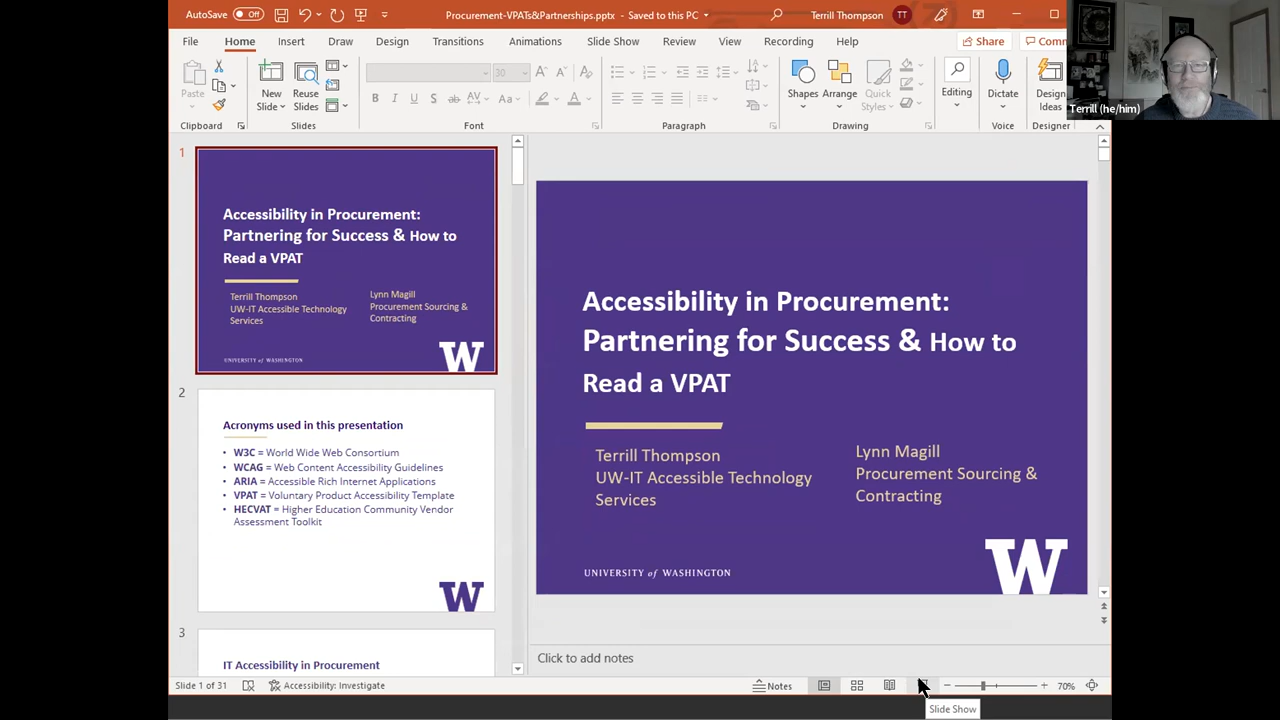 AutoSave Off
Procurement-VPATs&Partnerships.pptx - Saved to this PC
Terrill Thompson TT
File Home Insert Draw Design Transitions Animations Slide Show Review View Recording Help Share Comm
Paste
New Slide
Reuse Slides
30
B I U S ab AV Aa A
Shapes
Arrange
Quick Styles
Editing
Dictate
Design Ideas
Clipboard Slides Font Paragraph Drawing Voice Designer
Terrill (he/him)
1
Accessibility in Procurement:
Partnering for Success & How to
Read a VPAT
Terrill Thompson
UW-IT Accessible Technology
Services
Lynn Magill
Procurement Sourcing &
Contracting
UNIVERSITY of WASHINGTON
W
2
Acronyms used in this presentation
• W3C = World Wide Web Consortium
• WCAG = Web Content Accessibility Guidelines
• ARIA = Accessible Rich Internet Applications
• VPAT = Voluntary Product Accessibility Template
• HECVAT = Higher Education Community Vendor
Assessment Toolkit
W
3
IT Accessibility in Procurement
Accessibility in Procurement:
Partnering for Success & How to
Read a VPAT
Terrill Thompson
UW-IT Accessible Technology
Services
Lynn Magill
Procurement Sourcing &
Contracting
UNIVERSITY of WASHINGTON
W
Click to add notes
Slide 1 of 31
Accessibility: Investigate
Notes
70%
Slide Show